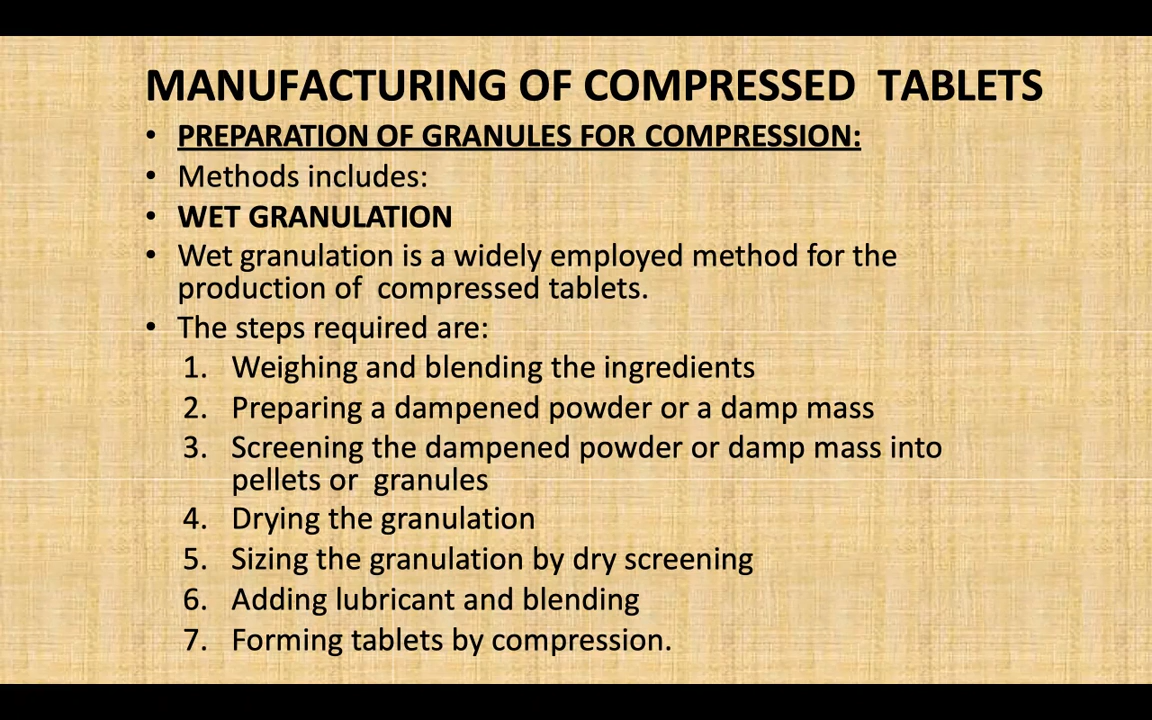 MANUFACTURING OF COMPRESSED TABLETS
• PREPARATION OF GRANULES FOR COMPRESSION:
• Methods includes:
• WET GRANULATION
• Wet granulation is a widely employed method for the
production of compressed tablets.
• The steps required are:
1. Weighing and blending the ingredients
2. Preparing a dampened powder or a damp mass
3. Screening the dampened powder or damp mass into
pellets or granules
4. Drying the granulation
5. Sizing the granulation by dry screening
6. Adding lubricant and blending
7. Forming tablets by compression.